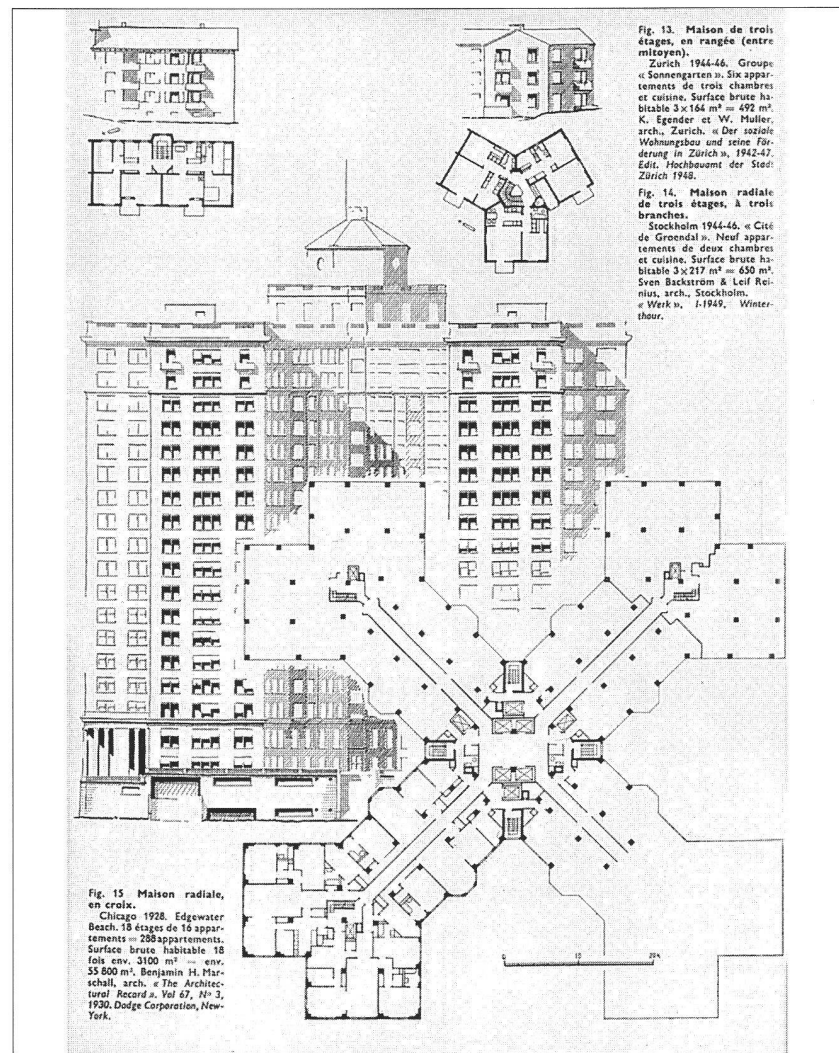 Fig. 13. Maison de trois
étages, en rangée (entre
mitoyen).
Zurich 1944-46. Groupe
« Sonnengarten ». Six appar-
tements de trois chambres
et cuisine. Surface brute ha-
bitable 3 × 164 m² = 492 m².
K. Egender et W. Muller,
arch., Zurich. « Der soziale
Wohnungsbau und seine För-
derung in Zürich », 1942-47.
Edit. Hochbauamt der Stadt
Zürich 1948.
Fig. 14. Maison radiale
de trois étages, à trois
branches.
Stockholm 1944-46. « Cité
de Groendal ». Neuf appar-
tements de deux chambres
et cuisine. Surface brute ha-
bitable 3 × 217 m² = 650 m².
Sven Backström & Leif Rei-
nius, arch., Stockholm.
« Werk », I-1949, Winter-
thour.
Fig. 15 Maison radiale,
en croix.
Chicago 1928. Edgewater
Beach. 18 étages de 16 appar-
tements = 288 appartements.
Surface brute habitable 18
fois env. 3100 m² = env.
55 800 m². Benjamin H. Mar-
schall, arch. « The Architec-
tural Record ». Vol 67, Nº 3,
1930. Dodge Corporation, New-
York.
0 10